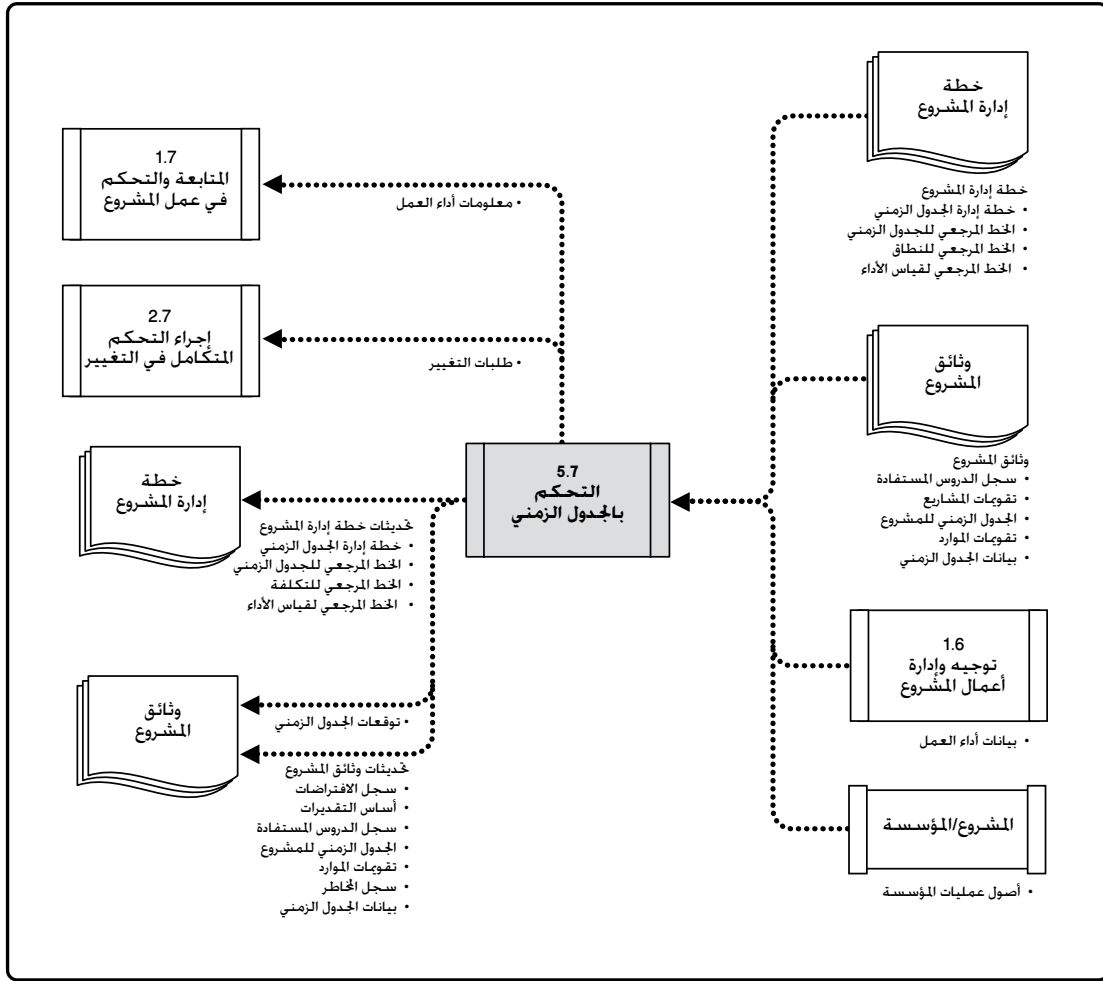 خطة
إدارة المشروع
خطة إدارة المشروع
• خطة إدارة الجدول الزمني
• الخط المرجعي للجدول الزمني
• الخط المرجعي للنطاق
• الخط المرجعي لقياس الأداء
وثائق
المشروع
وثائق المشروع
• سجل الدروس المستفادة
• تقويمات المشاريع
• الجدول الزمني للمشروع
• تقويمات الموارد
• بيانات الجدول الزمني
1.6
توجيه وإدارة
أعمال المشروع
• بيانات أداء العمل
المشروع/المؤسسة
• أصول عمليات المؤسسة
5.7
التحكم
بالجدول الزمني
1.7
المتابعة والتحكم
في عمل المشروع
• معلومات أداء العمل
2.7
إجراء التحكم
المتكامل في التغيير
• طلبات التغيير
خطة
إدارة المشروع
تحديثات خطة إدارة المشروع
• خطة إدارة الجدول الزمني
• الخط المرجعي للجدول الزمني
• الخط المرجعي للتكلفة
• الخط المرجعي لقياس الأداء
وثائق
المشروع
• توقعات الجدول الزمني
تحديثات وثائق المشروع
• سجل الافتراضات
• أساس التقديرات
• سجل الدروس المستفادة
• الجدول الزمني للمشروع
• تقويمات الموارد
• سجل المخاطر
• بيانات الجدول الزمني